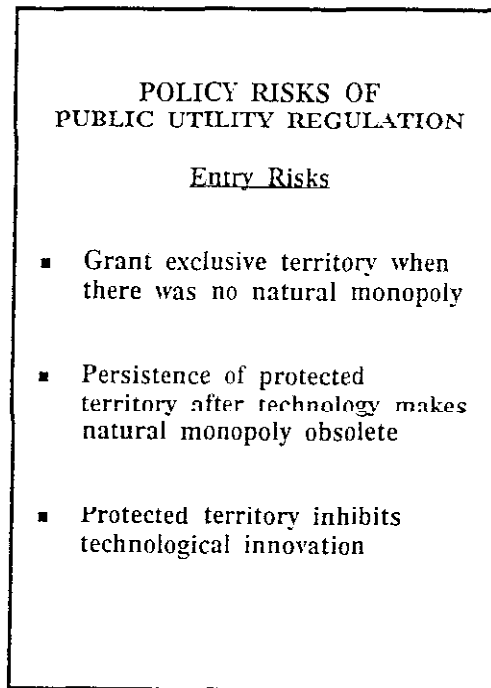 POLICY RISKS OF
PUBLIC UTILITY REGULATION
Entry Risks
▪ Grant exclusive territory when
there was no natural monopoly
▪ Persistence of protected
territory after technology makes
natural monopoly obsolete
▪ Protected territory inhibits
technological innovation